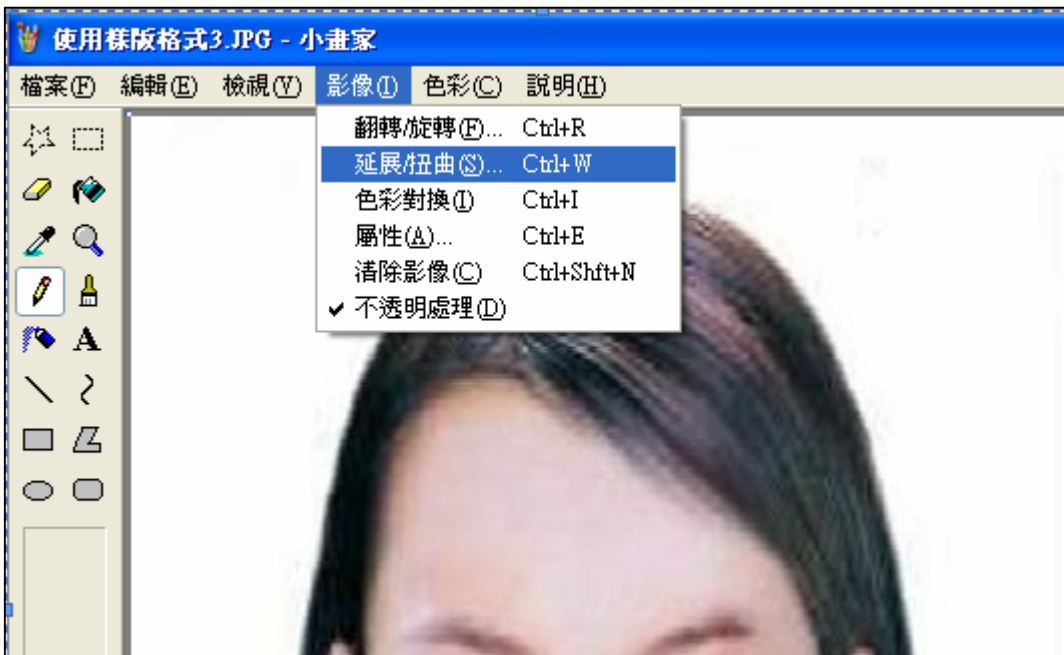 使用樣版格式3.JPG - 小畫家
檔案(F) 編輯(E) 檢視(V) 影像(I) 色彩(C) 說明(H)
翻轉/旋轉(F)... Ctrl+R
延展/扭曲(S)... Ctrl+W
色彩對換(I) Ctrl+I
屬性(A)... Ctrl+E
清除影像(C) Ctrl+Shft+N
✓ 不透明處理(D)
A